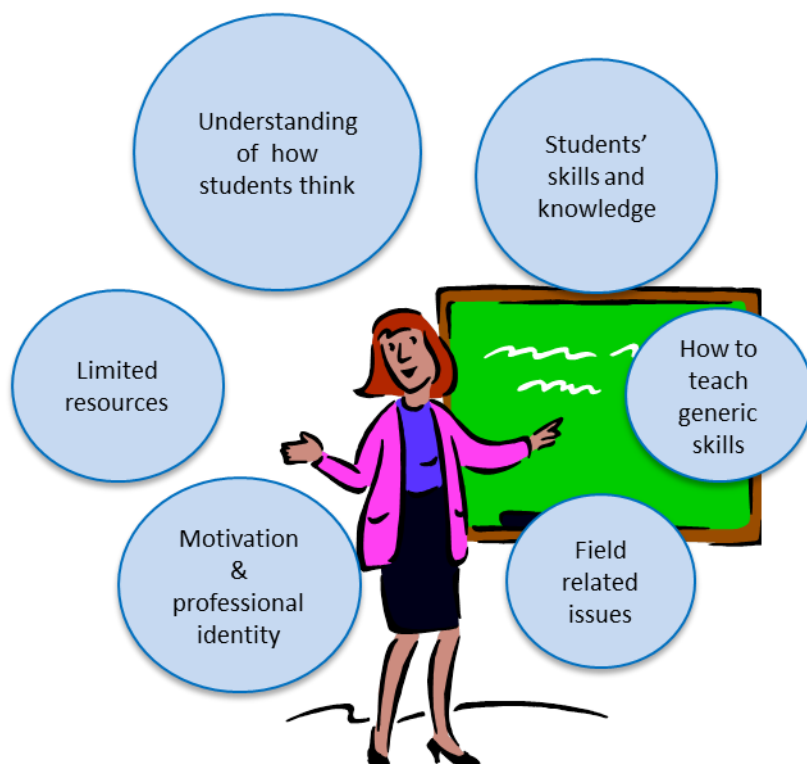 Understanding
of how
students think
Students'
skills and
knowledge
Limited
resources
How to
teach
generic
skills
Motivation
&
professional
identity
Field
related
issues